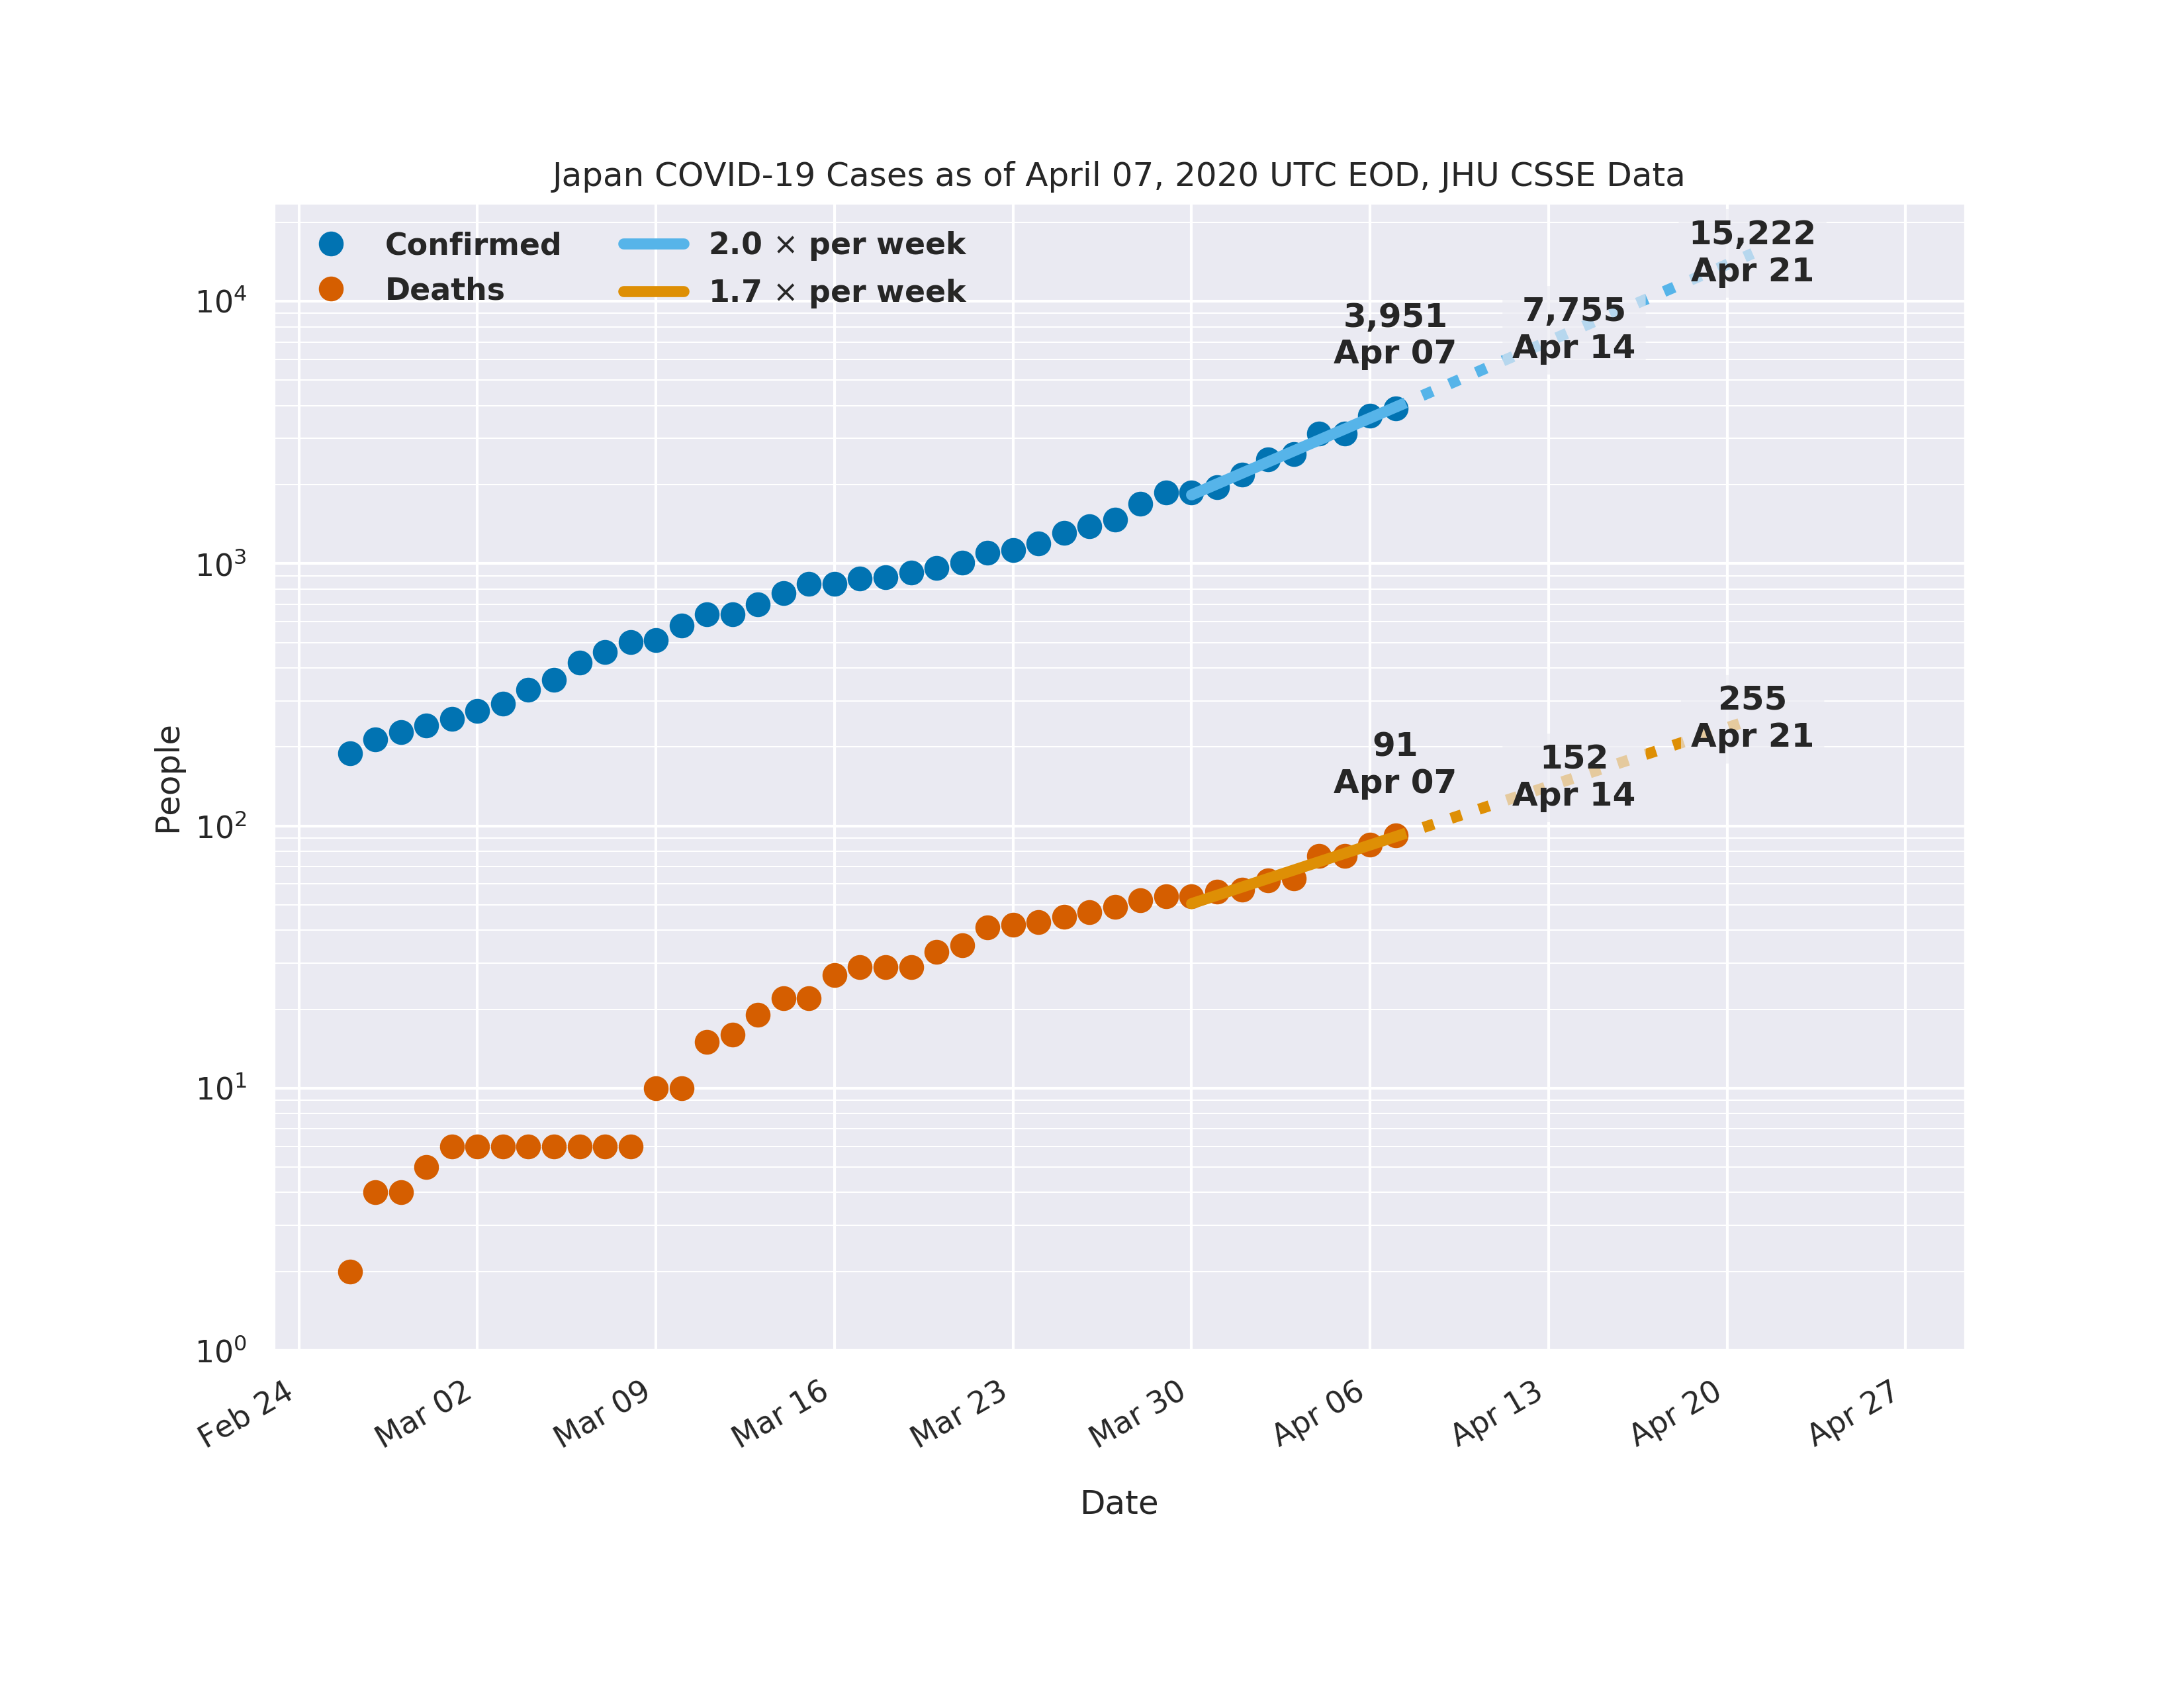 Japan COVID-19 Cases as of April 07, 2020 UTC EOD, JHU CSSE Data
Confirmed
Deaths
2.0 × per week
1.7 × per week
15,222
Apr 21
7,755
Apr 14
3,951
Apr 07
255
Apr 21
152
Apr 14
91
Apr 07
People
10⁴
10³
10²
10¹
10⁰
Feb 24
Mar 02
Mar 09
Mar 16
Mar 23
Mar 30
Apr 06
Apr 13
Apr 20
Apr 27
Date